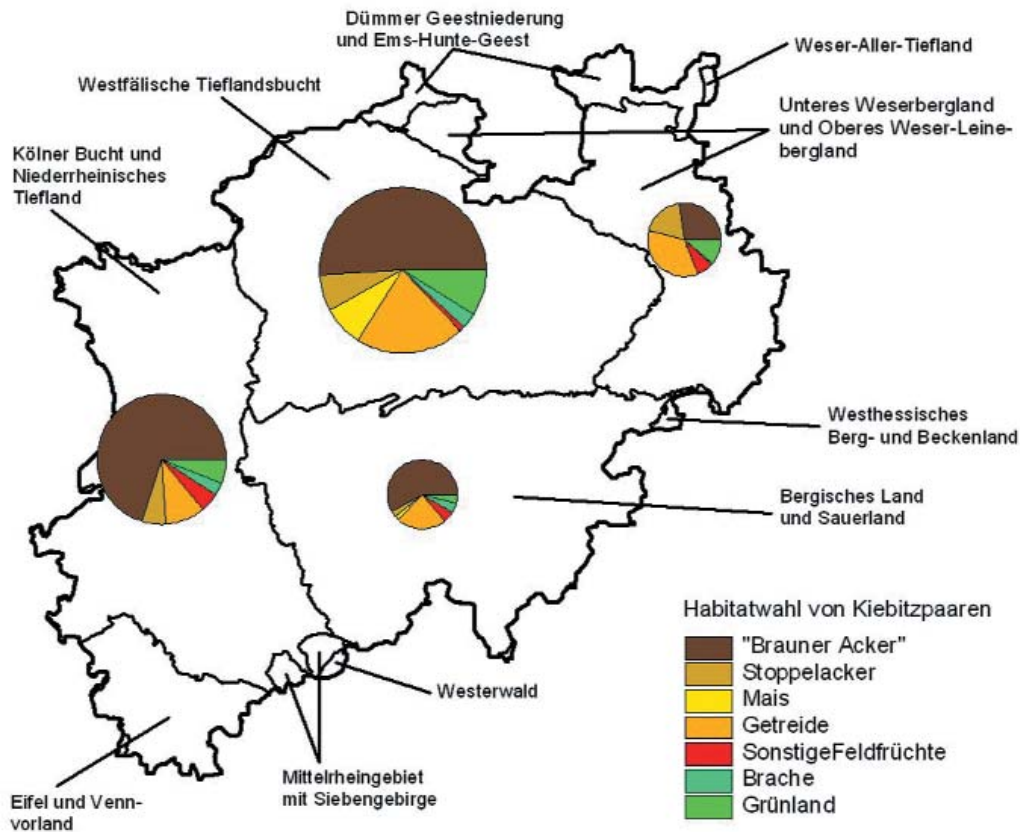 Dümmer Geestniederung
und Ems-Hunte-Geest
Weser-Aller-Tiefland
Westfälische Tieflandsbucht
Unteres Weserbergland
und Oberes Weser-Leine-
bergland
Kölner Bucht und
Niederrheinisches
Tiefland
Westhessisches
Berg- und Beckenland
Bergisches Land
und Sauerland
Habitatwahl von Kiebitzpaaren
"Brauner Acker"
Stoppelacker
Mais
Getreide
SonstigeFeldfrüchte
Brache
Grünland
Westerwald
Mittelrheingebiet
mit Siebengebirge
Eifel und Venn-
vorland